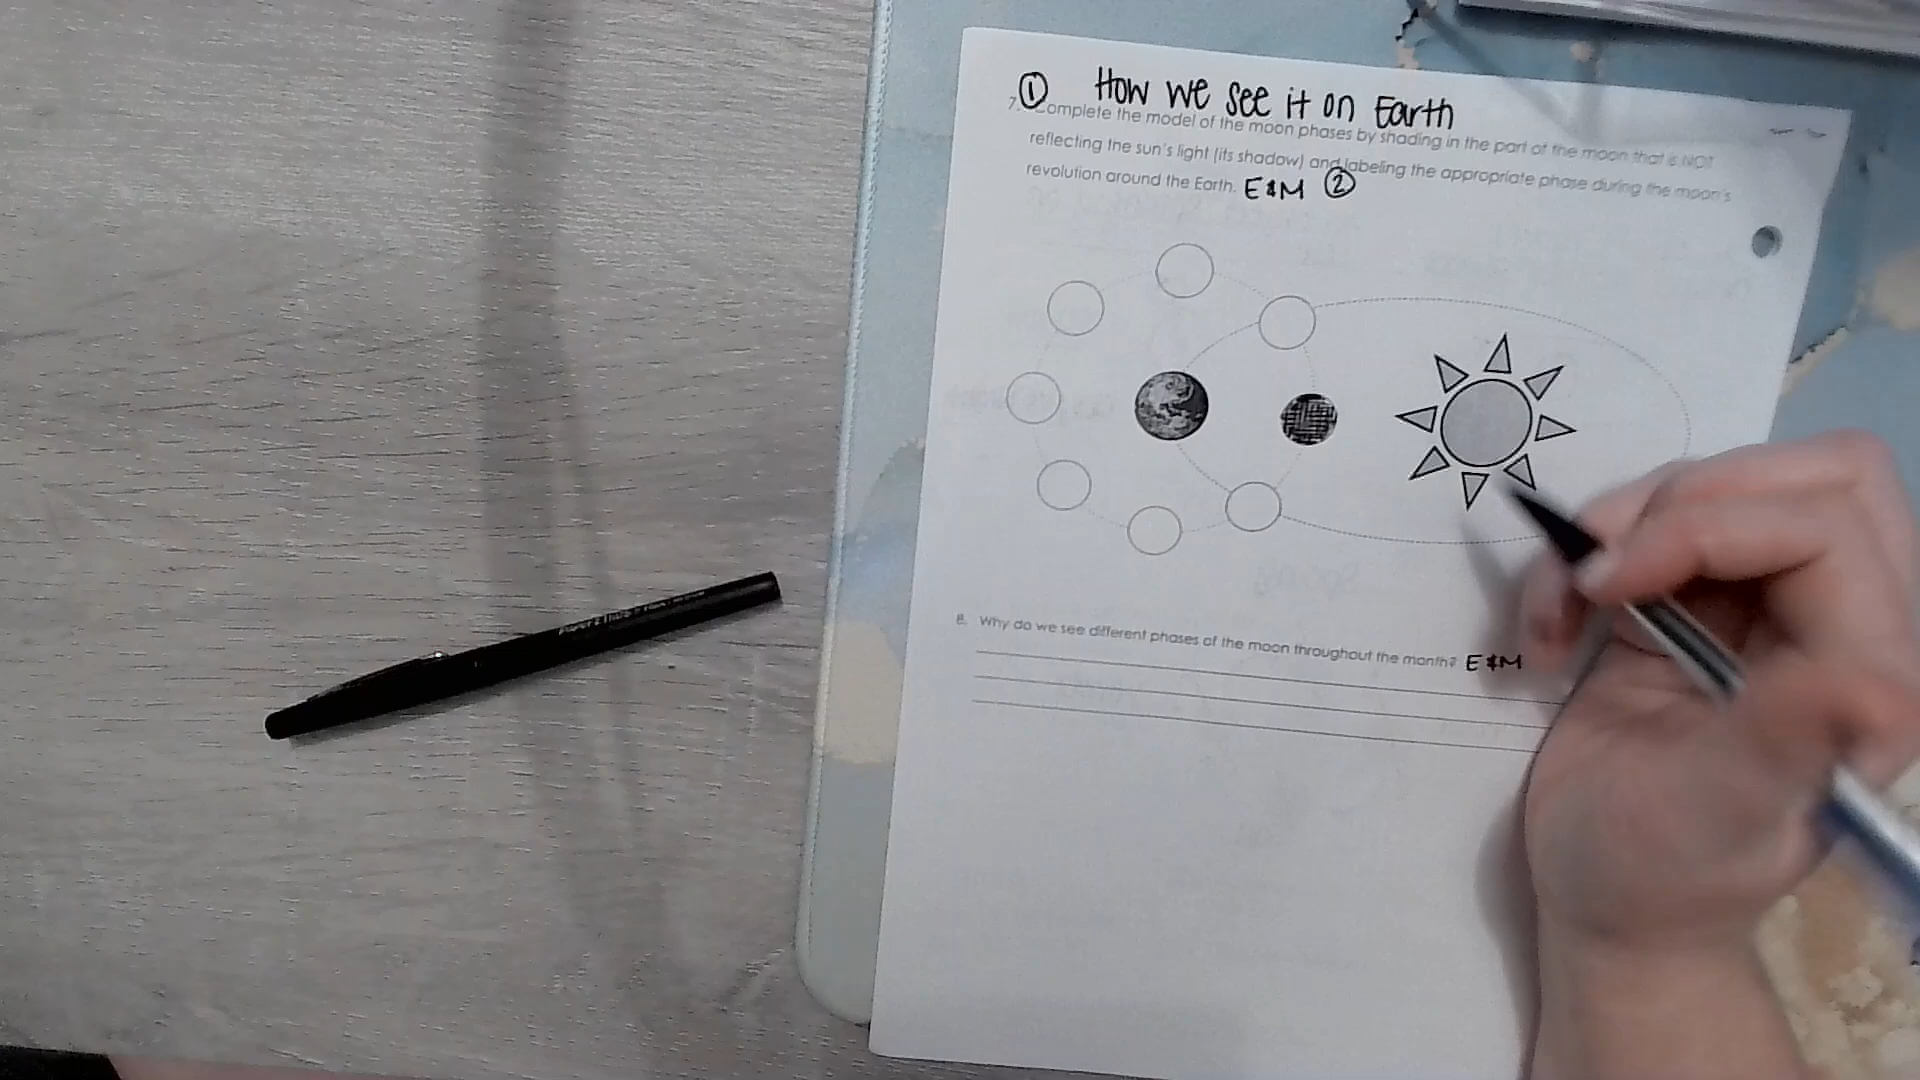 ① How we see it on Earth
7. Complete the model of the moon phases by shading in the part of the moon that is NOT
reflecting the sun's light (its shadow) and labeling the appropriate phase during the moon's
revolution around the Earth. E&M ②
8. Why do we see different phases of the moon throughout the month? E&M